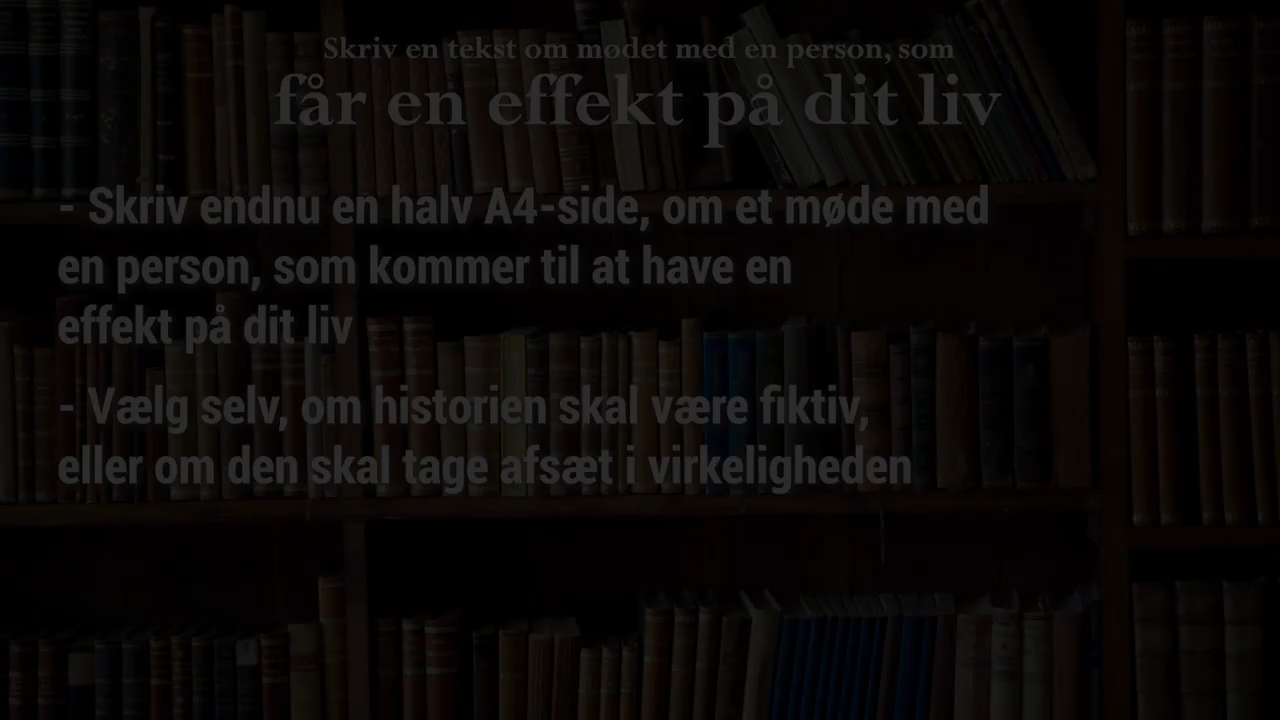 Skriv en tekst om mødet med en person, som
får en effekt på dit liv
- Skriv endnu en halv A4-side, om et møde med
en person, som kommer til at have en
effekt på dit liv
- Vælg selv, om historien skal være fiktiv,
eller om den skal tage afsæt i virkeligheden